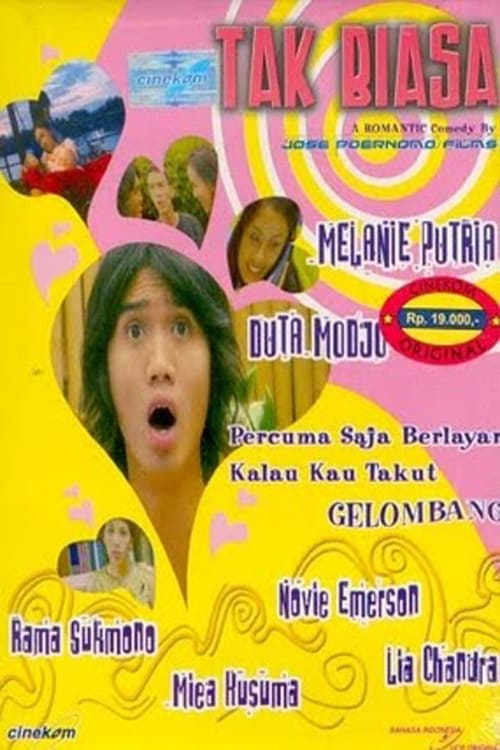 cinekom
TAK BIASA
A ROMANTIC Comedy By
JOSE POERNOMO FILMS
MELANIE PUTRIA
CINEKOM
Rp. 19.000,-
ORIGINAL
DUTA MODJO
Percuma Saja Berlayar
Kalau Kau Takut
GELOMBANG
Novie Emerson
Rama Sukmono
Lia Chandra
Miea Kusuma
cinekom
BAHASA INDONESIA